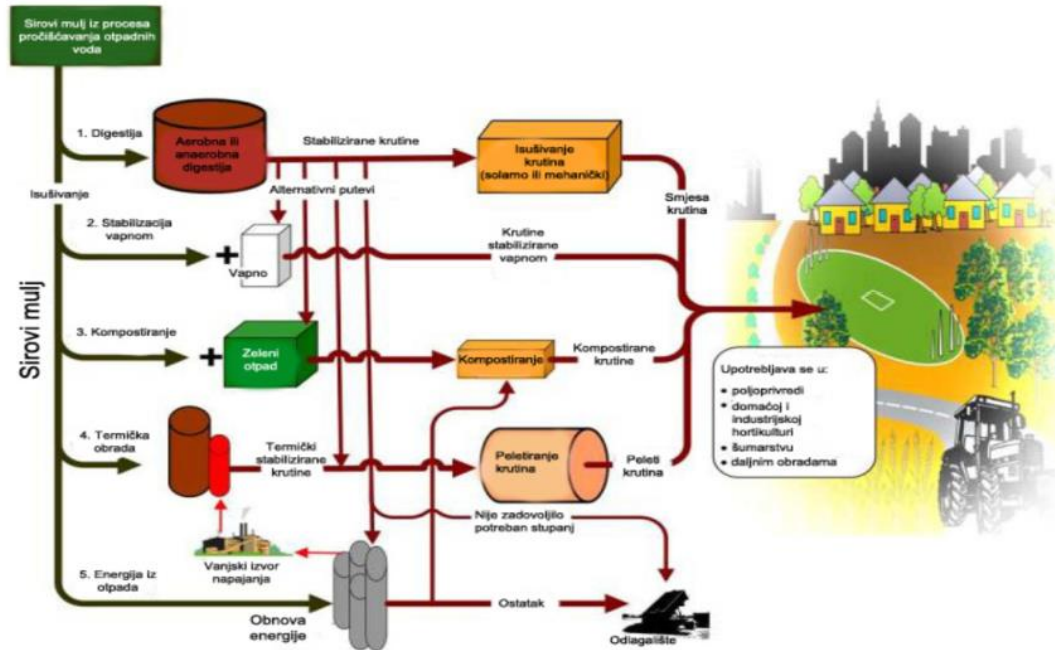 Sirovi mulj iz procesa
pročišćavanja otpadnih
voda
1. Digestija
Aerobna ili
anaerobna
digestija
Stabilizirane krutine
Isušivanje
krutina
(solarno ili mehanički)
Smjesa
krutina
Alternativni putevi
Isušivanje
2. Stabilizacija
vapnom
+
Vapno
Krutine
stabilizirane
vapnom
Sirovi mulj
3. Kompostiranje
+
Zeleni
otpad
Kompostiranje
Kompostirane
krutine
Upotrebljava se u:
• poljoprivredi
• domaćoj i
industrijskoj
hortikulturi
• šumarstvu
• daljnim obradama
4. Termička
obrada
Termički
stabilizirane
krutine
Peletiranje
krutina
Peleti
krutina
Nije zadovoljilo
potreban stupanj
Vanjski izvor
napajanja
5. Energija iz
otpada
Obnova
energije
Ostatak
Odlagalište